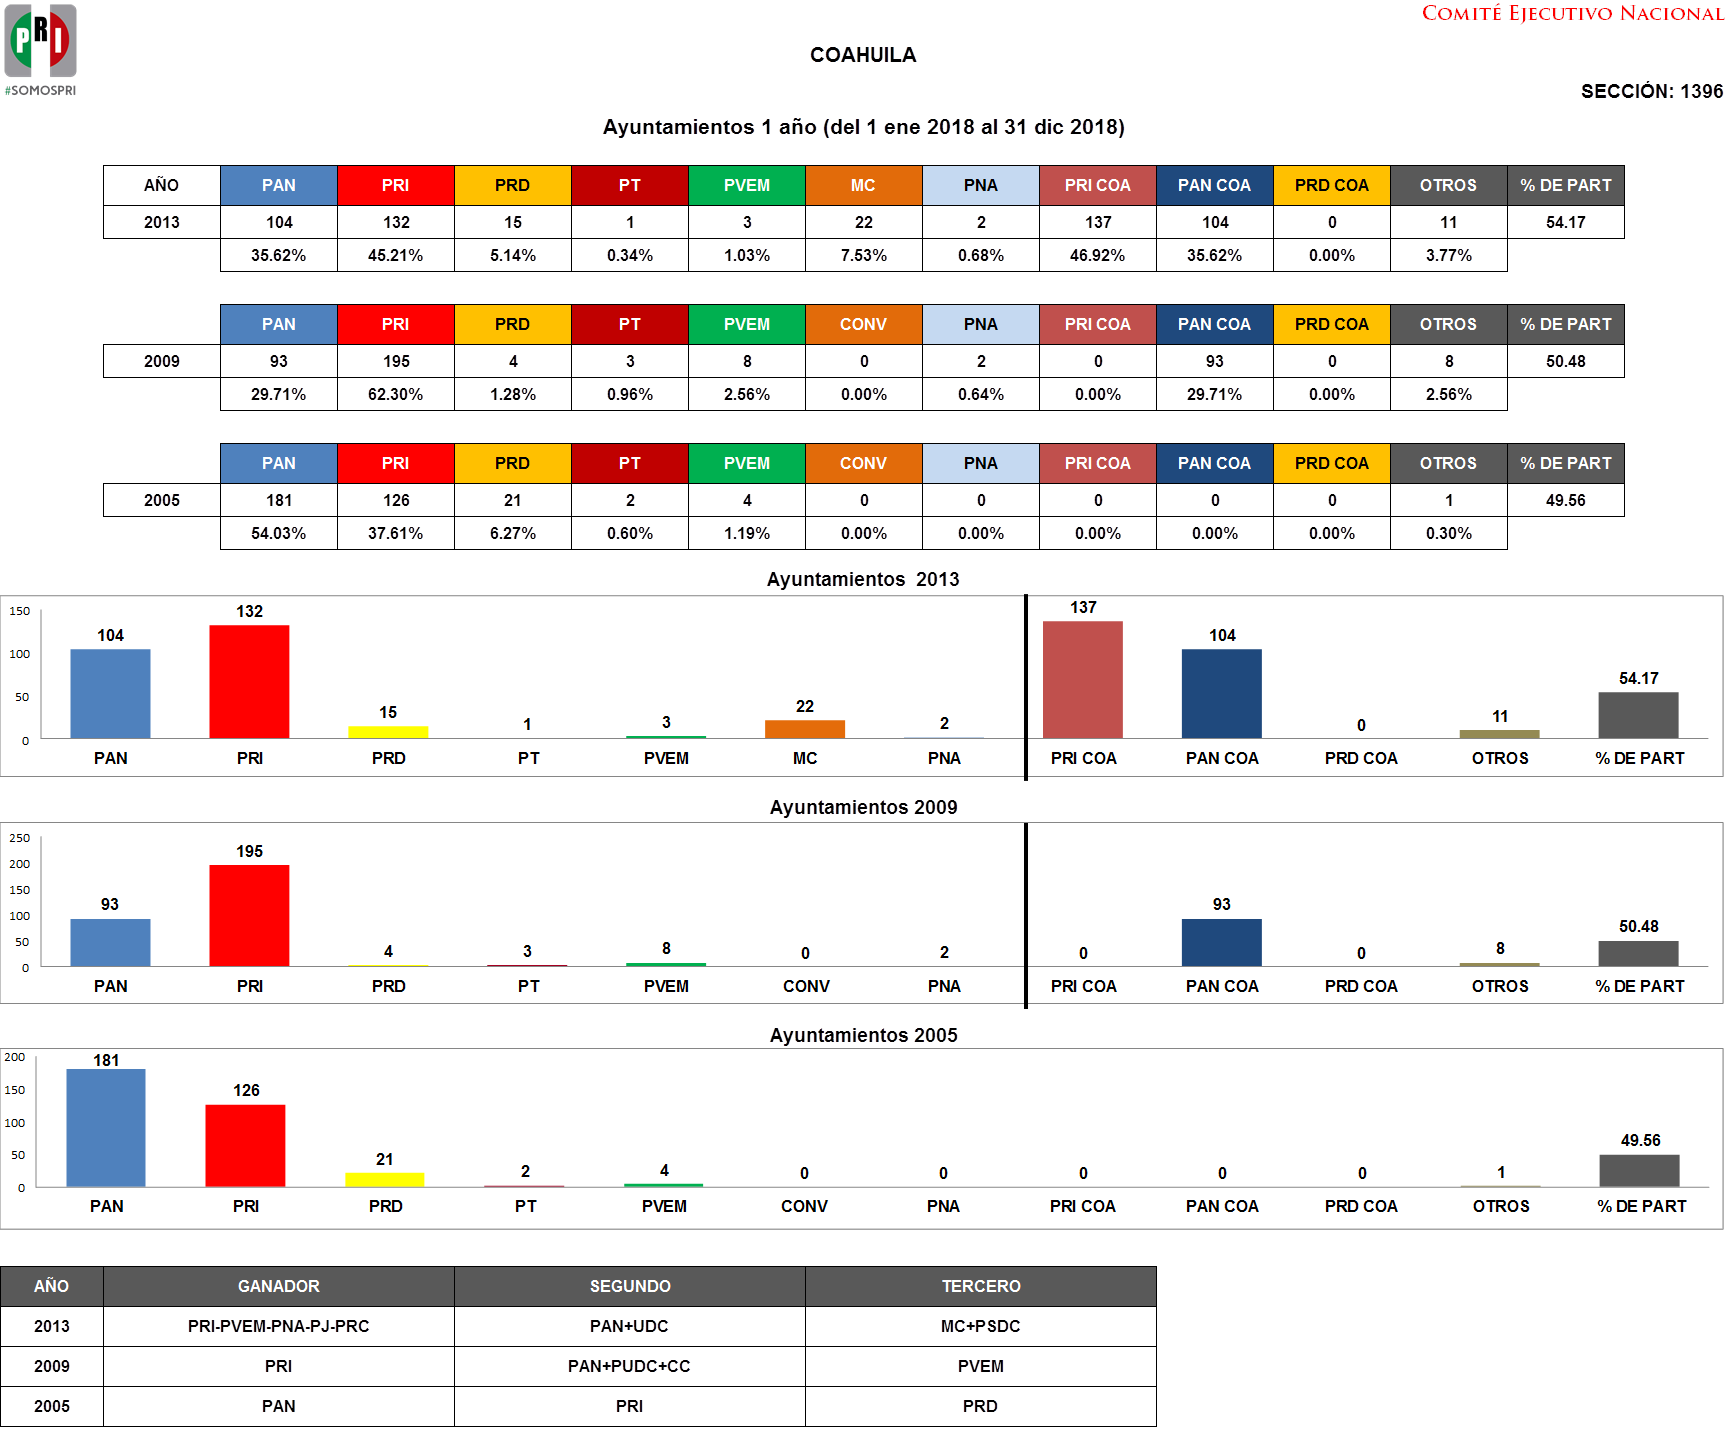 PRI
#SOMOSPRI
COMITÉ EJECUTIVO NACIONAL
COAHUILA
SECCIÓN: 1396
Ayuntamientos 1 año (del 1 ene 2018 al 31 dic 2018)
AÑO PAN PRI PRD PT PVEM MC PNA PRI COA PAN COA PRD COA OTROS % DE PART
2013 104 132 15 1 3 22 2 137 104 0 11 54.17
35.62% 45.21% 5.14% 0.34% 1.03% 7.53% 0.68% 46.92% 35.62% 0.00% 3.77%
PAN PRI PRD PT PVEM CONV PNA PRI COA PAN COA PRD COA OTROS % DE PART
2009 93 195 4 3 8 0 2 0 93 0 8 50.48
29.71% 62.30% 1.28% 0.96% 2.56% 0.00% 0.64% 0.00% 29.71% 0.00% 2.56%
PAN PRI PRD PT PVEM CONV PNA PRI COA PAN COA PRD COA OTROS % DE PART
2005 181 126 21 2 4 0 0 0 0 0 1 49.56
54.03% 37.61% 6.27% 0.60% 1.19% 0.00% 0.00% 0.00% 0.00% 0.00% 0.30%
Ayuntamientos 2013
150
100
50
0
104 132 15 1 3 22 2 137 104 0 11 54.17
PAN PRI PRD PT PVEM MC PNA PRI COA PAN COA PRD COA OTROS % DE PART
Ayuntamientos 2009
250
200
150
100
50
0
93 195 4 3 8 0 2 0 93 0 8 50.48
PAN PRI PRD PT PVEM CONV PNA PRI COA PAN COA PRD COA OTROS % DE PART
Ayuntamientos 2005
200
150
100
50
0
181 126 21 2 4 0 0 0 0 0 1 49.56
PAN PRI PRD PT PVEM CONV PNA PRI COA PAN COA PRD COA OTROS % DE PART
AÑO GANADOR SEGUNDO TERCERO
2013 PRI-PVEM-PNA-PJ-PRC PAN+UDC MC+PSDC
2009 PRI PAN+PUDC+CC PVEM
2005 PAN PRI PRD